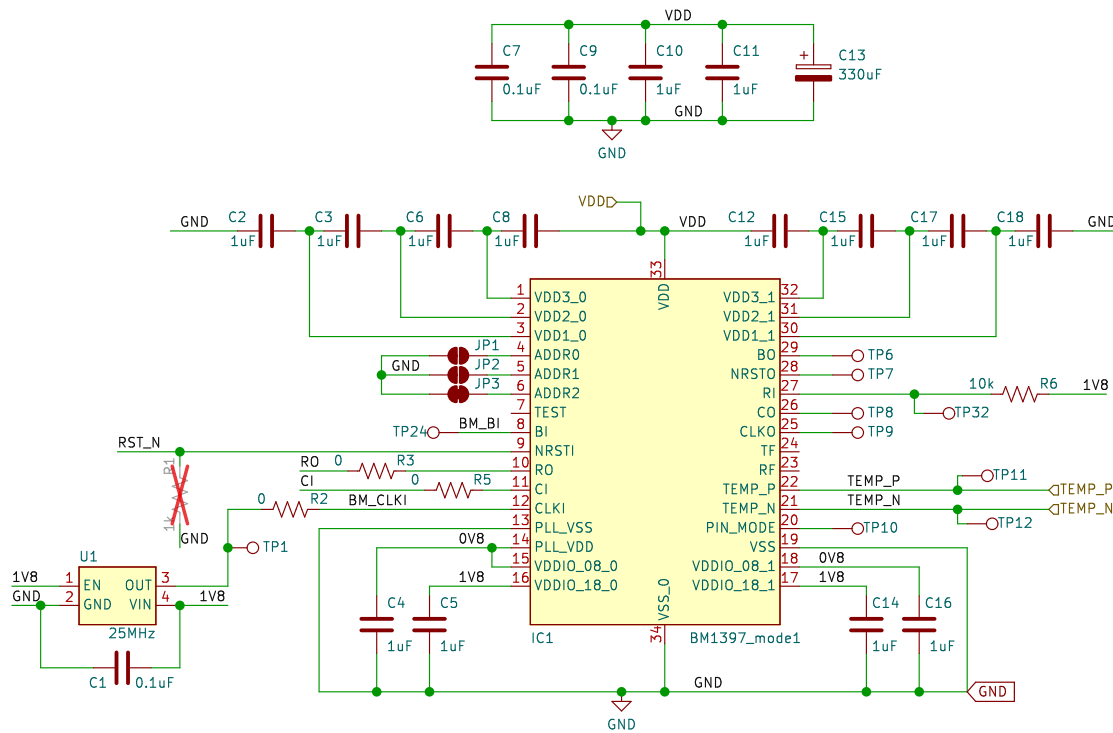 VDD
C7 C9 C10 C11 C13
+
0.1uF 0.1uF 1uF 1uF 330uF
GND
GND
VDD
GND C2 C3 C6 C8 VDD C12 C15 C17 C18 GND
1uF 1uF 1uF 1uF 1uF 1uF 1uF 1uF
33
VDD
1 VDD3_0 VDD3_1 32
2 VDD2_0 VDD2_1 31
3 VDD1_0 VDD1_1 30
JP1 4 ADDR0 BO 29 TP6
GND JP2 5 ADDR1 NRSTO 28 TP7
JP3 6 ADDR2 RI 27 10k R6 1V8
7 TEST CO 26 TP8 TP32
TP24 BM_BI 8 BI CLKO 25 TP9
RST_N 9 NRSTI TF 24
R1
1k
GND
RO 0 R3 10 RO RF 23
CI 0 R5 11 CI TEMP_P 22 TEMP_P TP11 TEMP_P
0 R2 BM_CLKI 12 CLKI TEMP_N 21 TEMP_N TP12 TEMP_N
13 PLL_VSS PIN_MODE 20 TP10
TP1 0V8 14 PLL_VDD VSS 19
15 VDDIO_08_0 VDDIO_08_1 18 0V8
1V8 16 VDDIO_18_0 VDDIO_18_1 17 1V8
U1
1V8 1 EN OUT 3
GND 2 GND VIN 4 1V8
25MHz
C1 0.1uF
C4 C5 C14 C16
1uF 1uF 1uF 1uF
VSS_0
34
IC1 BM1397_mode1
GND GND
GND